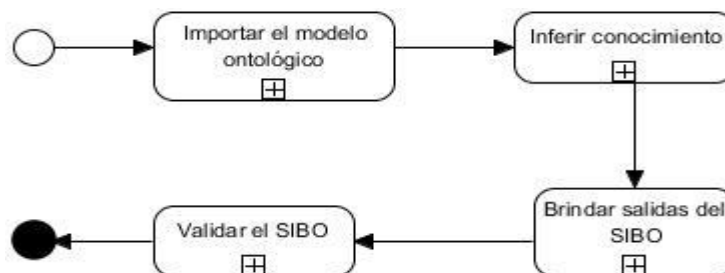 Importar el modelo
ontológico
Inferir conocimiento
Brindar salidas del
SIBO
Validar el SIBO